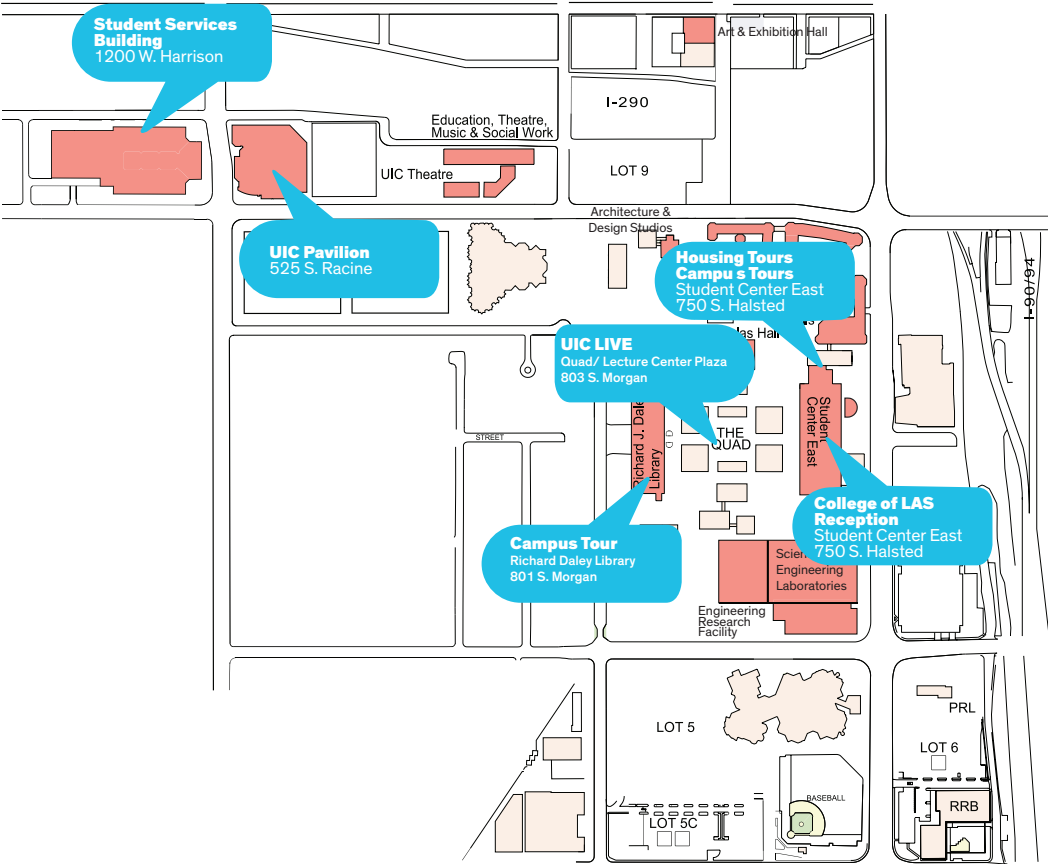 Student Services
Building
1200 W. Harrison
Art & Exhibition Hall
I-290
Education, Theatre,
Music & Social Work
UIC Theatre
LOT 9
Architecture &
Design Studios
UIC Pavilion
525 S. Racine
Housing Tours
Campu s Tours
Student Center East
750 S. Halsted
I-90/94
UIC LIVE
Quad/ Lecture Center Plaza
803 S. Morgan
THE
QUAD
Student
Center East
Richard J. Dale
Library
STREET
College of LAS
Reception
Student Center East
750 S. Halsted
Campus Tour
Richard Daley Library
801 S. Morgan
Engineering
Laboratories
Engineering
Research
Facility
LOT 5
PRL
LOT 6
BASEBALL
RRB
LOT 5C